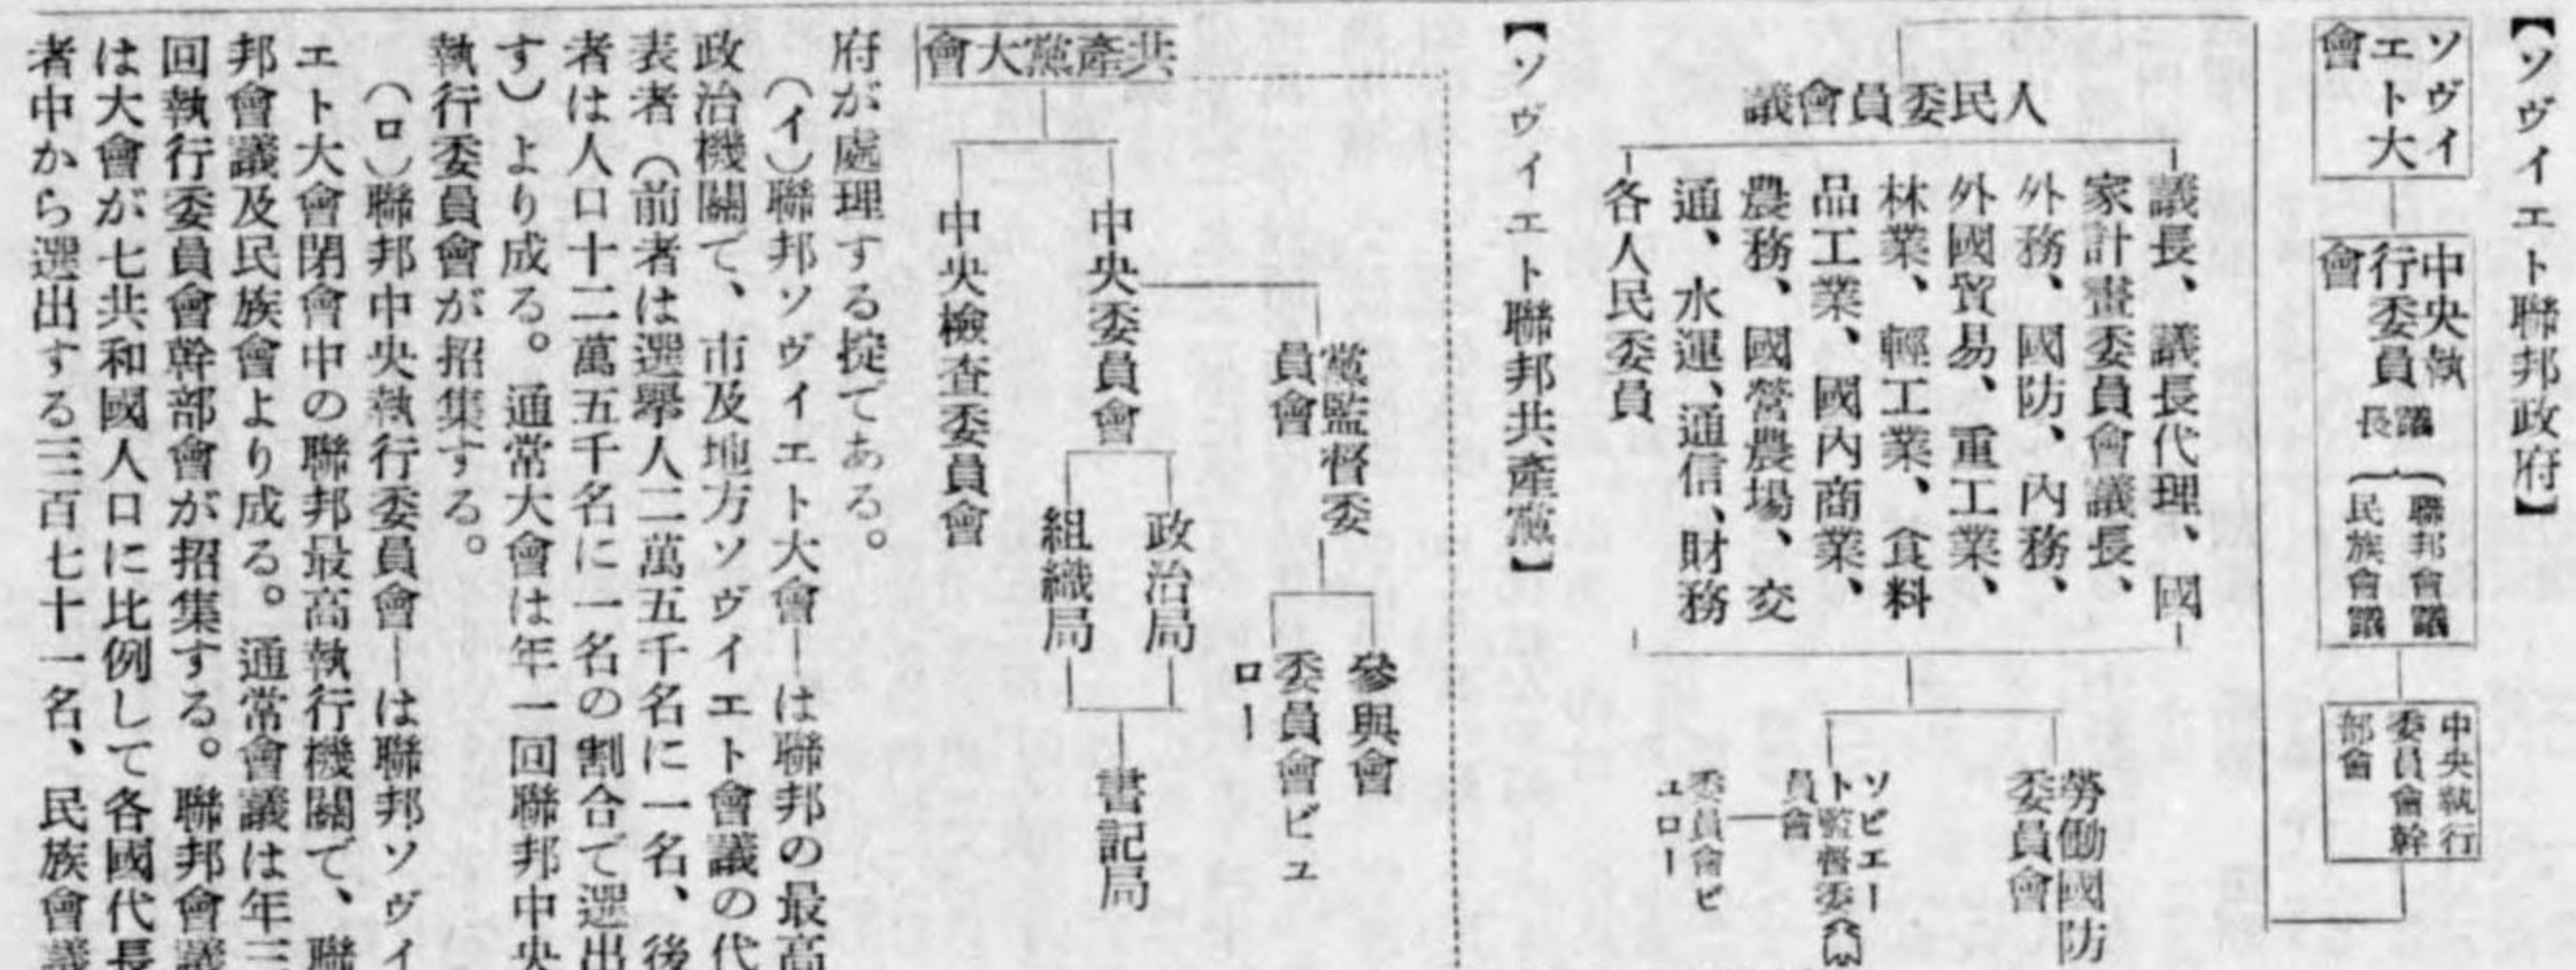 【ソヴィエト聯邦政府】
ソヴィ
エト大
會
中央執
行委員
會
議長
聯邦會議
民族會議
中央執行
委員會幹
部會
人民委員會議
議長、議長代理、國
家計畫委員會議長、
外務、國防、內務、
外國貿易、重工業、
林業、輕工業、食料
品工業、國內商業、
農務、國營農場、交
通、水運、通信、財務
各人民委員
勞働國防
委員會
ソビエー
ト監督委
員會
委員會ビ
ュロー
【ソヴィエト聯邦共產黨】
共產黨大會
黨監督委
員會
參與會
委員會ビュ
ロー
中央委員會
政治局
組織局
書記局
中央檢查委員會
府が處理する掟てある。
(イ)聯邦ソヴィエト大會―は聯邦の最高
政治機關て、市及地方ソヴィエト會議の代
表者(前者は選擧人二萬五千名に一名、後
者は人口十二萬五千名に一名の割合て選出
す)より成る。通常大會は年一回聯邦中央
執行委員會が招集する。
(ロ)聯邦中央執行委員會―は聯邦ソヴィ
エト大會閉會中の聯邦最高執行機關で、聯
邦會議及民族會より成る。通常會議は年三
回執行委員會幹部會が招集する。聯邦會議
は大會が七共和國人口に比例して各國代長
者中から選出する三百七十一名、民族會議